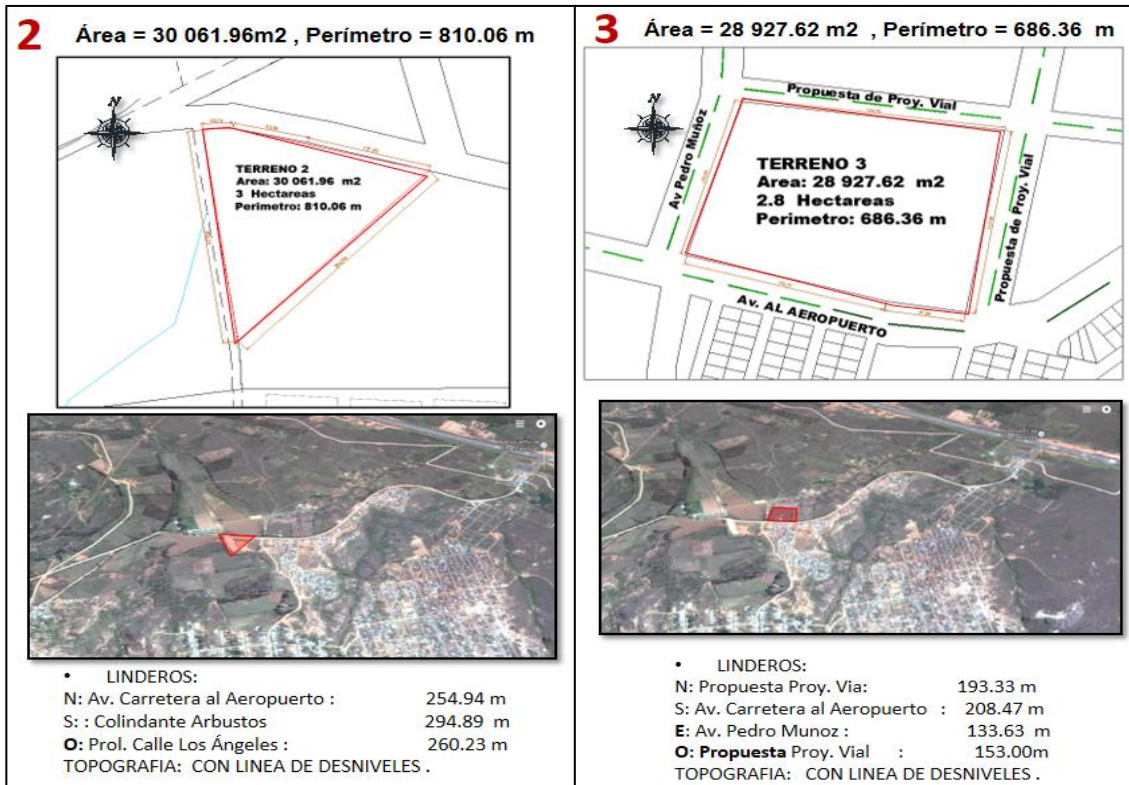 2
Área = 30 061.96m2 , Perímetro = 810.06 m
N
TERRENO 2
Area: 30 061.96 m2
3 Hectareas
Perimetro: 810.06 m
• LINDEROS:
N: Av. Carretera al Aeropuerto : 254.94 m
S: : Colindante Arbustos 294.89 m
O: Prol. Calle Los Ángeles : 260.23 m
TOPOGRAFIA: CON LINEA DE DESNIVELES .
3
Área = 28 927.62 m2 , Perímetro = 686.36 m
N
Propuesta de Proy. Vial
Av Pedro Muñoz
TERRENO 3
Area: 28 927.62 m2
2.8 Hectareas
Perimetro: 686.36 m
Propuesta de Proy. Vial
Av. AL AEROPUERTO
• LINDEROS:
N: Propuesta Proy. Via: 193.33 m
S: Av. Carretera al Aeropuerto : 208.47 m
E: Av. Pedro Munoz : 133.63 m
O: Propuesta Proy. Vial : 153.00m
TOPOGRAFIA: CON LINEA DE DESNIVELES .